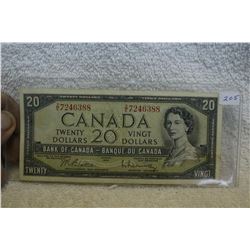 205
20 20
7246388 7246388
CANADA
TWENTY 20 VINGT
DOLLARS DOLLARS
BANK OF CANADA - BANQUE DU CANADA
TWENTY VINGT